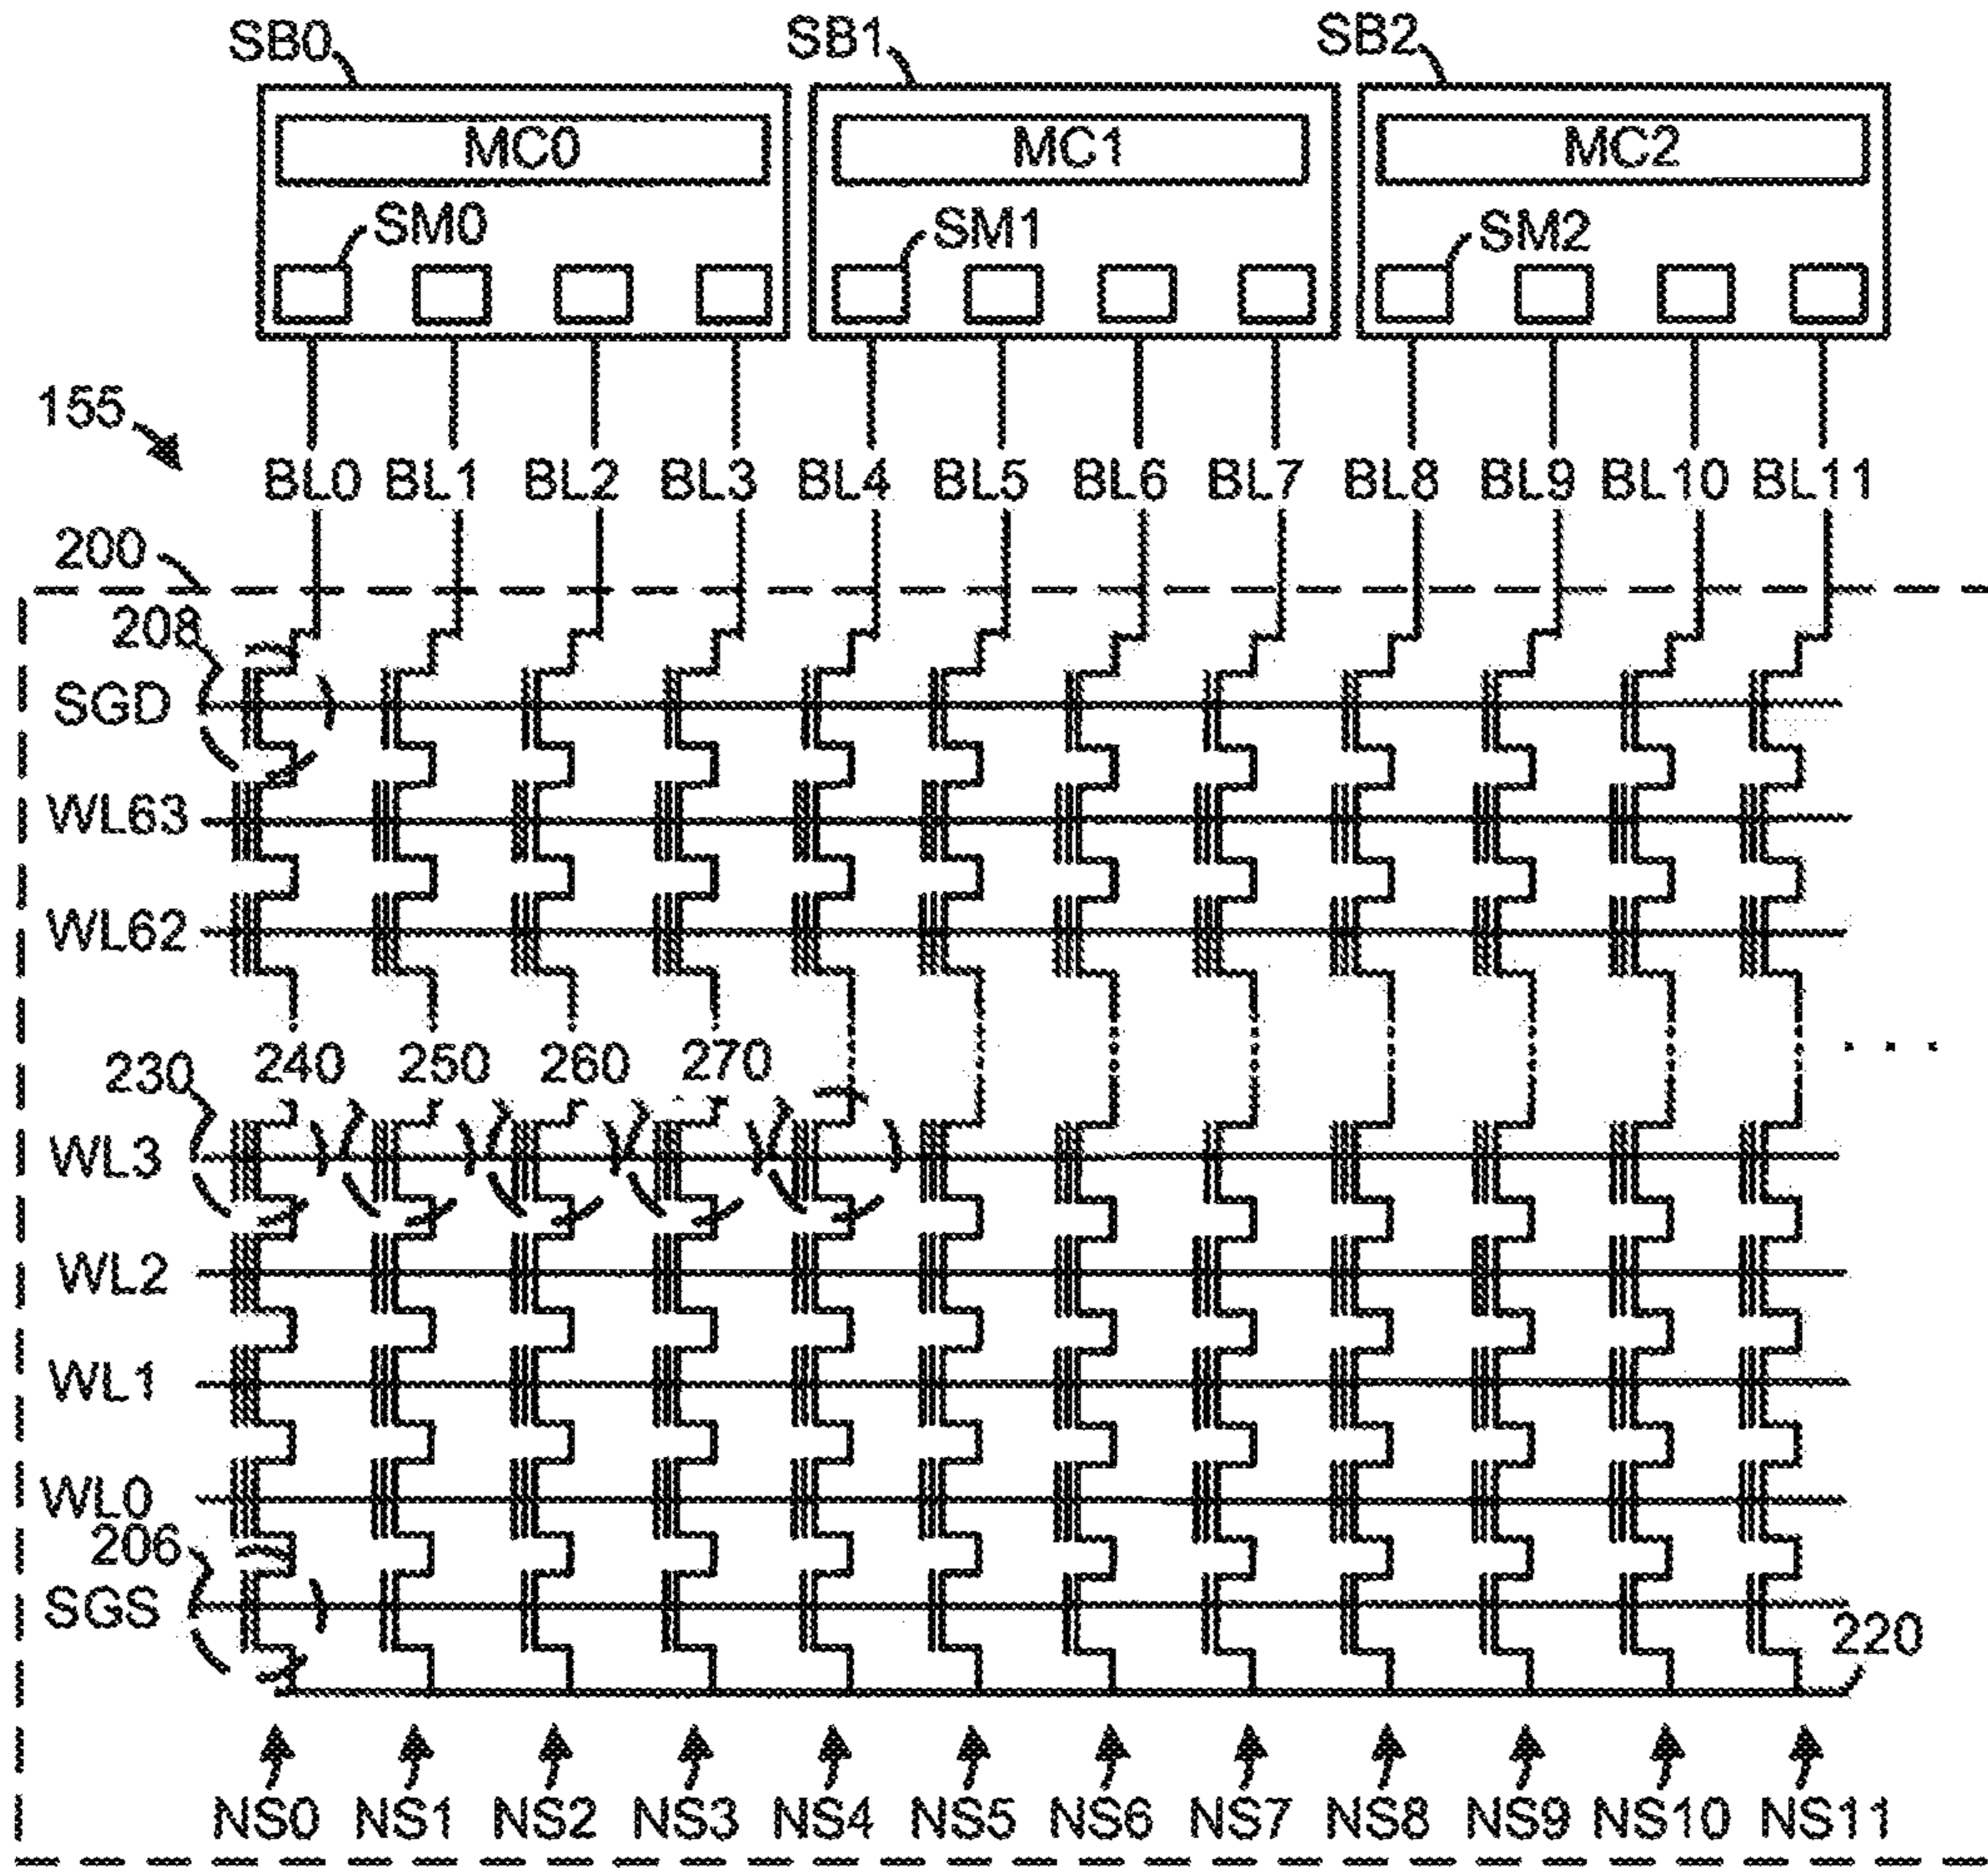 SB0 SB1 SB2
MC0 MC1 MC2
SM0 SM1 SM2
155
BL0 BL1 BL2 BL3 BL4 BL5 BL6 BL7 BL8 BL9 BL10 BL11
200
208
SGD
WL63
WL62
230 240 250 260 270 . . .
WL3
WL2
WL1
WL0
206
SGS
220
NS0 NS1 NS2 NS3 NS4 NS5 NS6 NS7 NS8 NS9 NS10 NS11